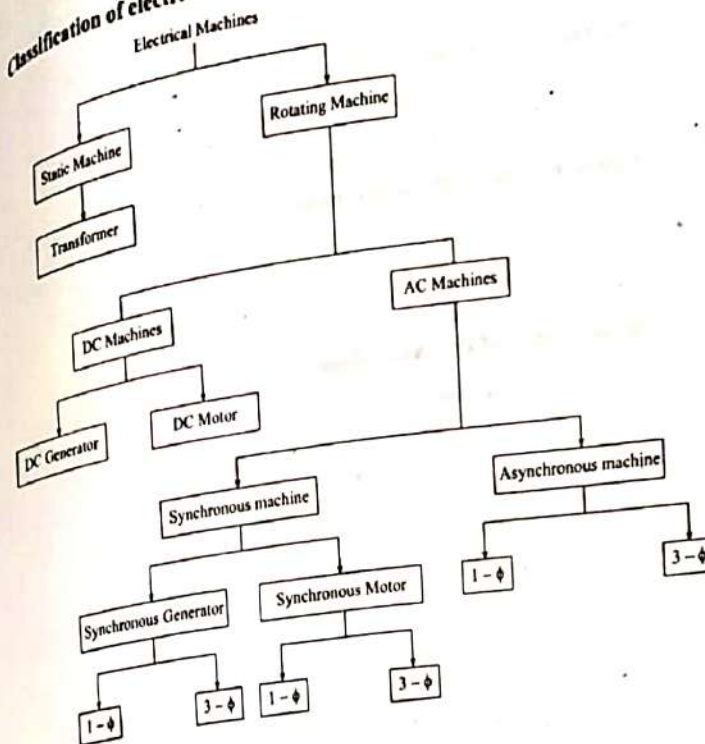 Classification of
Electrical Machines
Rotating Machine
Static Machine
Transformer
AC Machines
DC Machines
DC Motor
DC Generator
Asynchronous machine
Synchronous machine
1 - ϕ
3 - ϕ
Synchronous Motor
Synchronous Generator
1 - ϕ
3 - ϕ
1 - ϕ
3 - ϕ